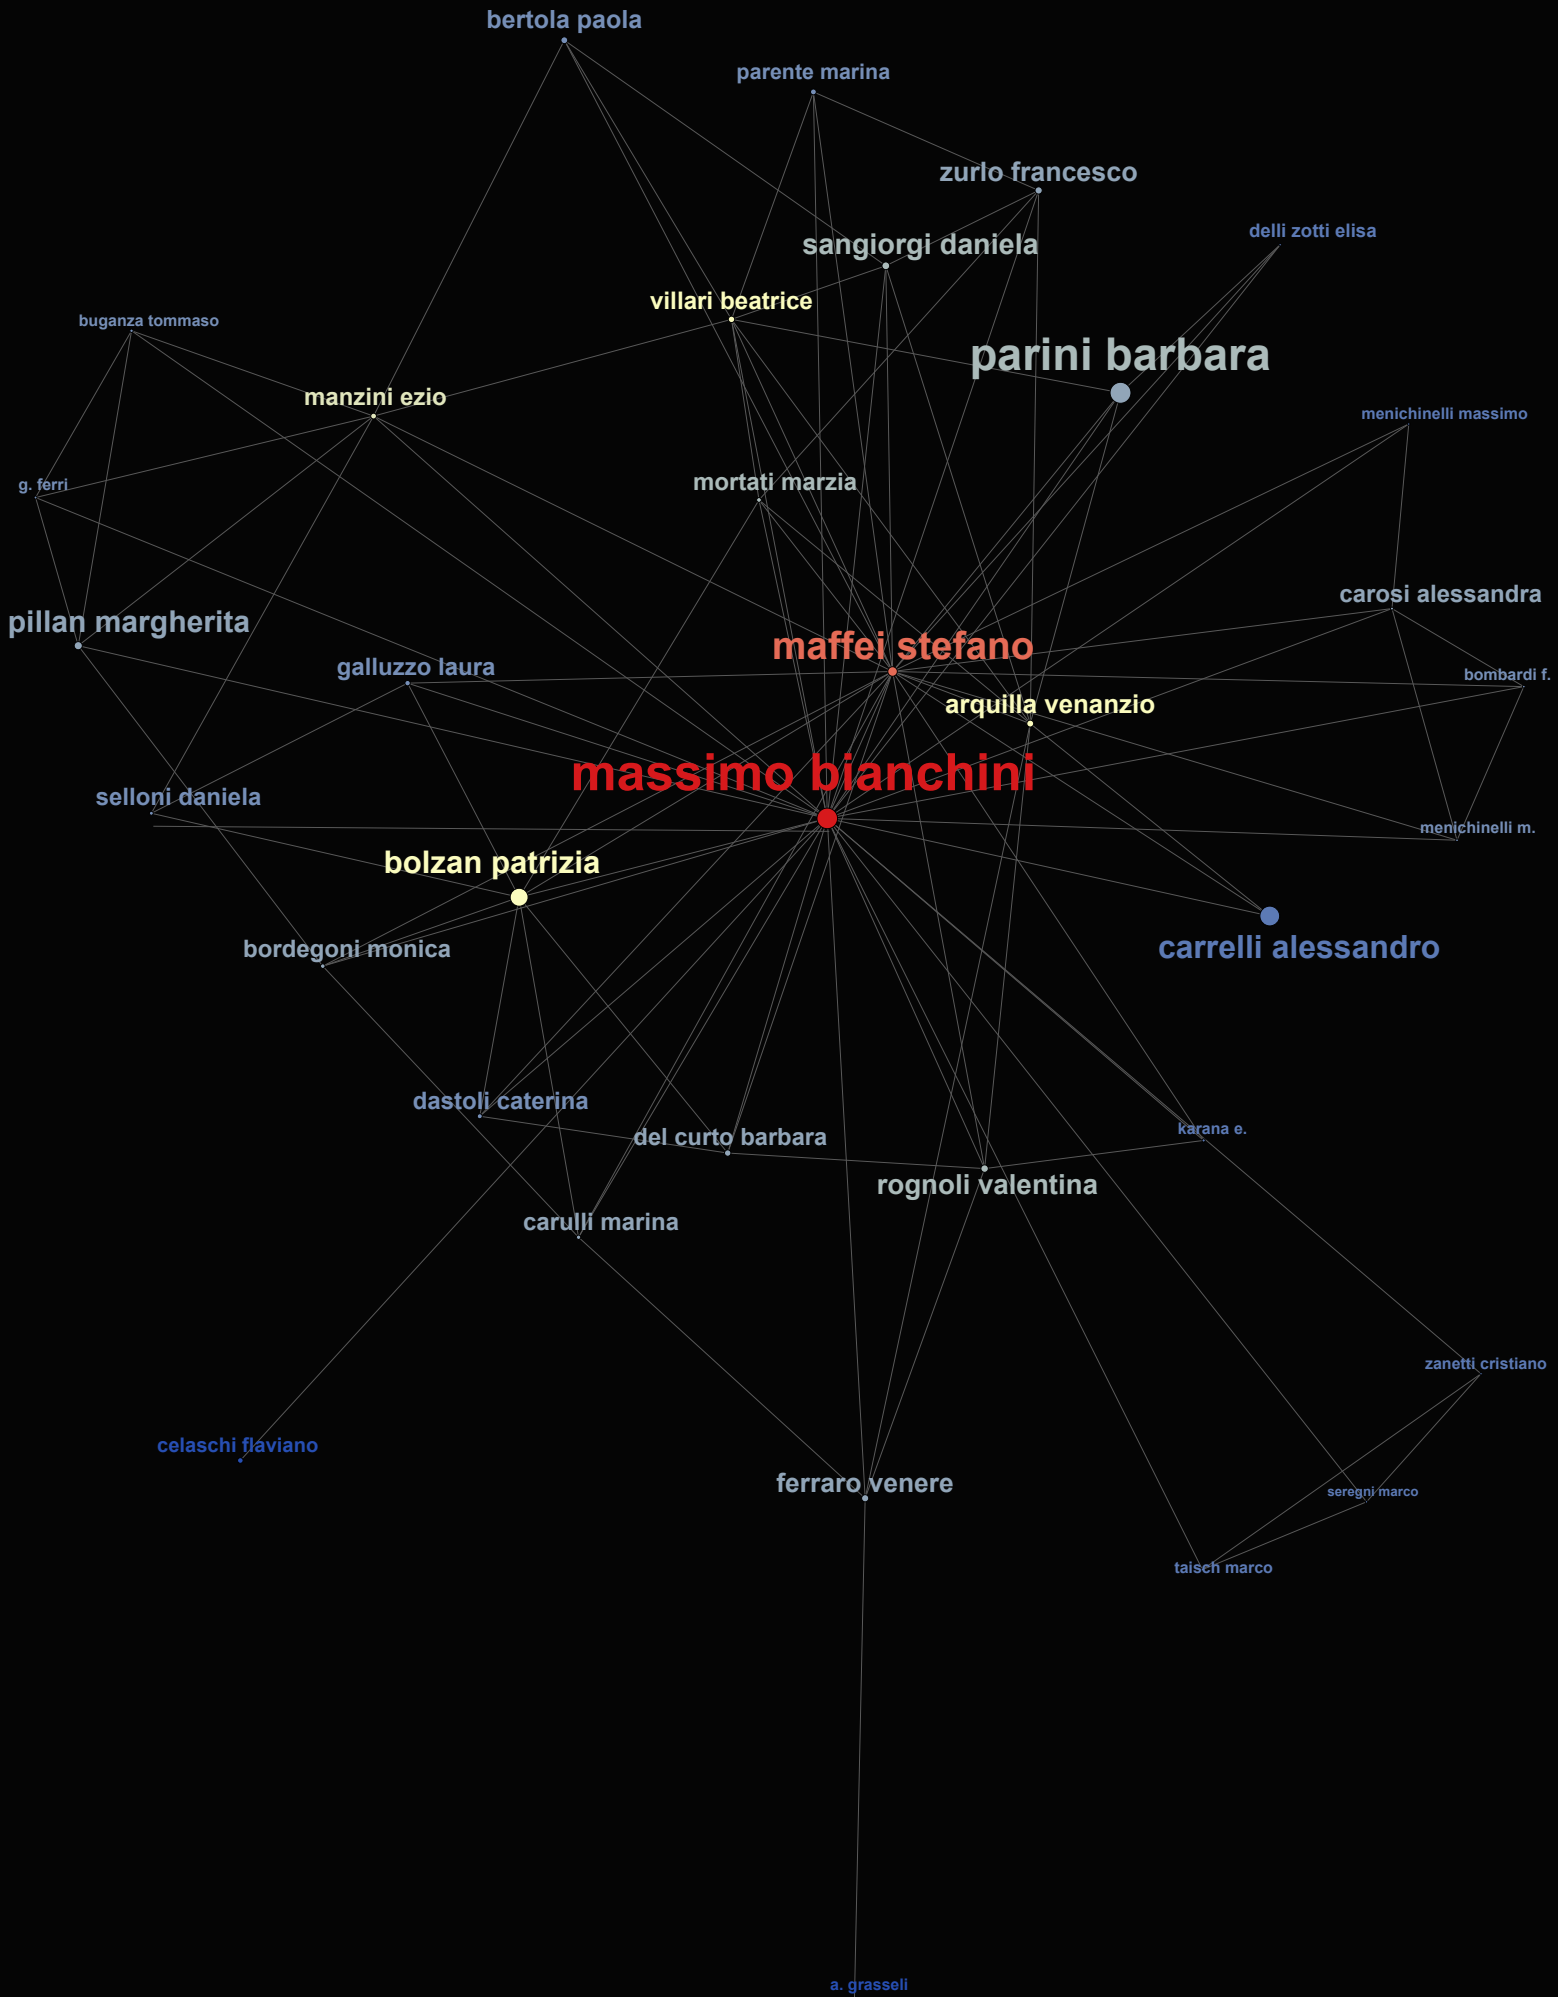 bertola paola
parente marina
zurlo francesco
delli zotti elisa
sangiorgi daniela
villari beatrice
buganza tommaso
parini barbara
manzini ezio
menichinelli massimo
mortati marzia
g. ferri
carosi alessandra
pillan margherita
maffei stefano
galluzzo laura
bombardi f.
arquilla venanzio
massimo bianchini
selloni daniela
menichinelli m.
bolzan patrizia
bordegoni monica
carrelli alessandro
dastoli caterina
karana e.
del curto barbara
rognoli valentina
carulli marina
zanetti cristiano
celaschi flaviano
ferraro venere
seregni marco
taisch marco
a. grasseli